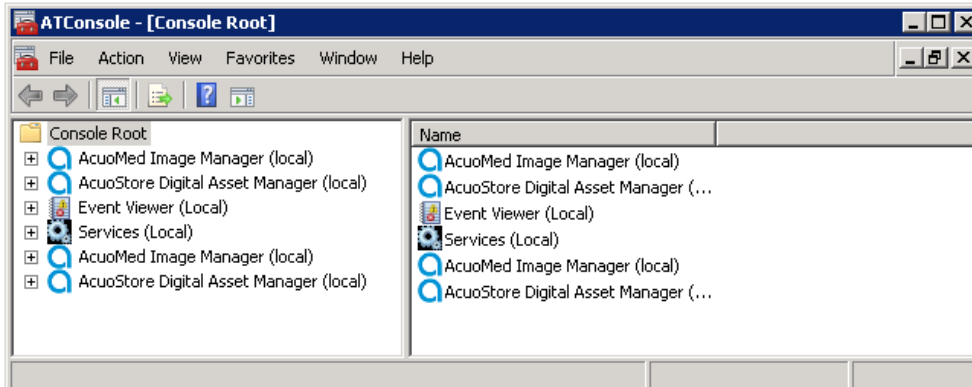 ATConsole - [Console Root]
File Action View Favorites Window Help
Console Root
AcuoMed Image Manager (local)
AcuoStore Digital Asset Manager (local)
Event Viewer (Local)
Services (Local)
AcuoMed Image Manager (local)
AcuoStore Digital Asset Manager (local)
Name
AcuoMed Image Manager (local)
AcuoStore Digital Asset Manager (...
Event Viewer (Local)
Services (Local)
AcuoMed Image Manager (local)
AcuoStore Digital Asset Manager (...